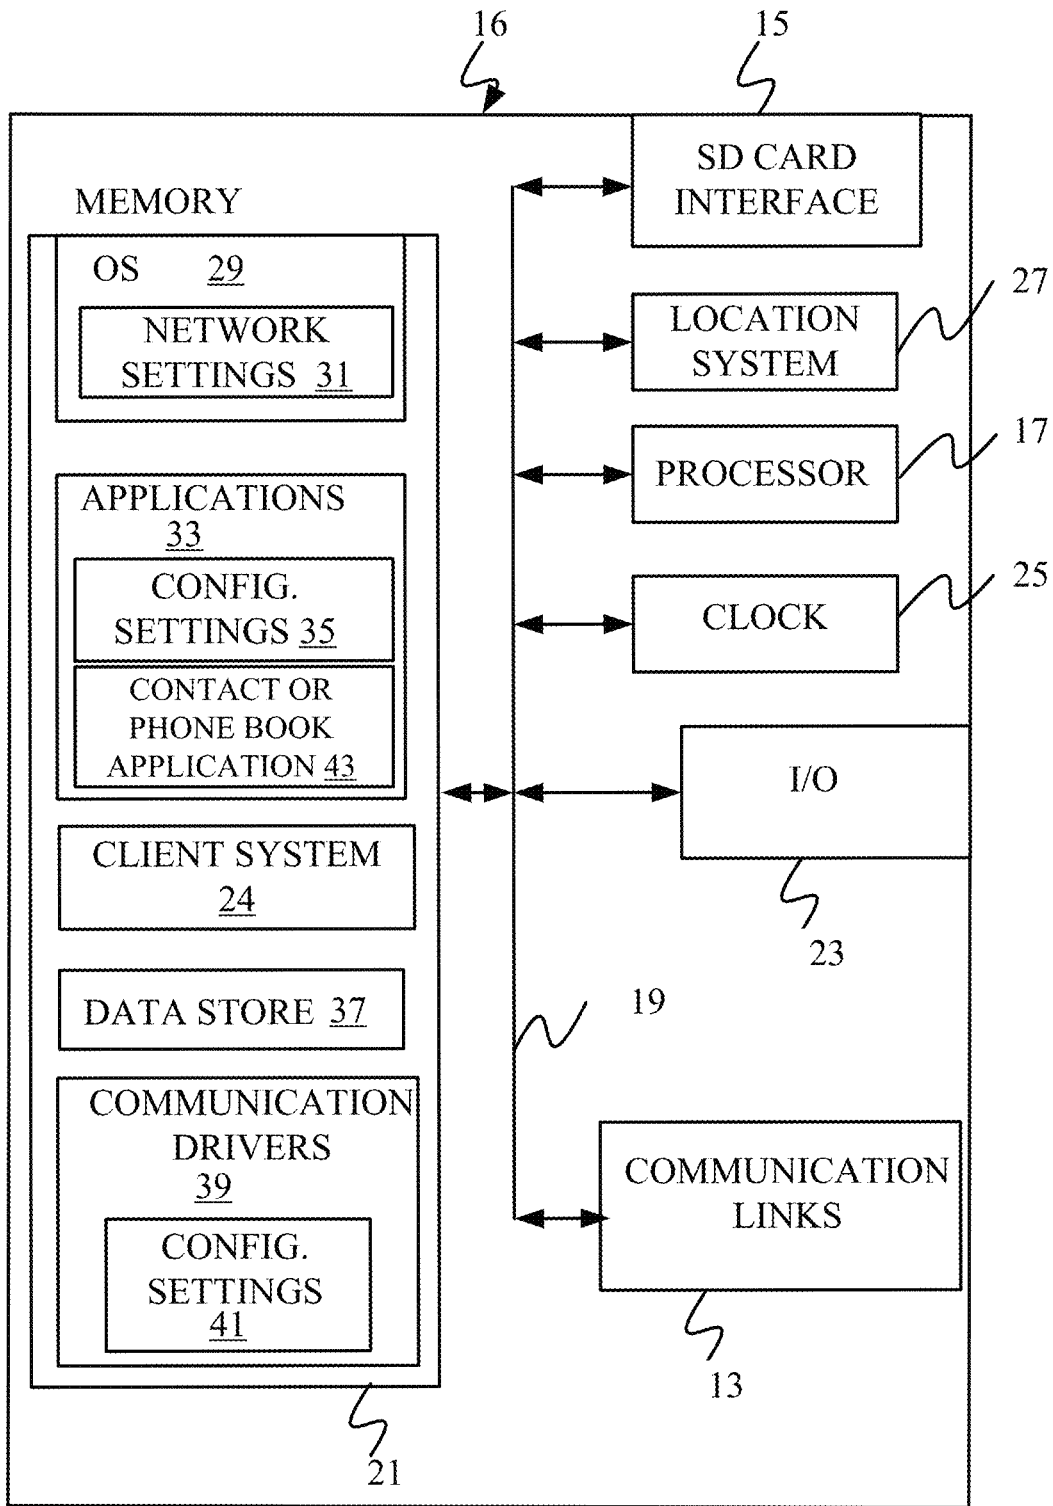 16
15
SD CARD
INTERFACE
MEMORY
OS 29
NETWORK
SETTINGS 31
27
LOCATION
SYSTEM
17
PROCESSOR
APPLICATIONS
33
CONFIG.
SETTINGS 35
25
CLOCK
CONTACT OR
PHONE BOOK
APPLICATION 43
I/O
23
CLIENT SYSTEM
24
DATA STORE 37
19
COMMUNICATION
DRIVERS
39
CONFIG.
SETTINGS
41
COMMUNICATION
LINKS
13
21